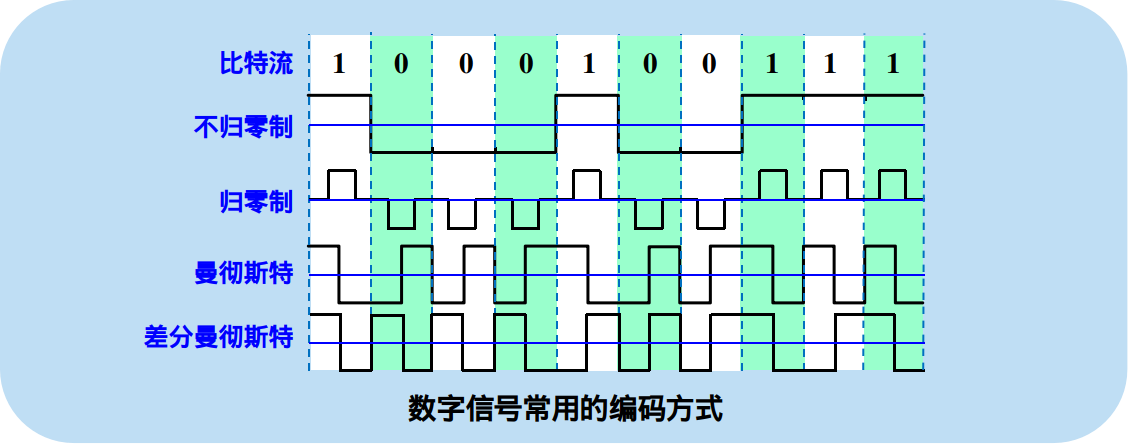 比特流 1 0 0 0 1 0 0 1 1 1
不归零制
归零制
曼彻斯特
差分曼彻斯特
数字信号常用的编码方式